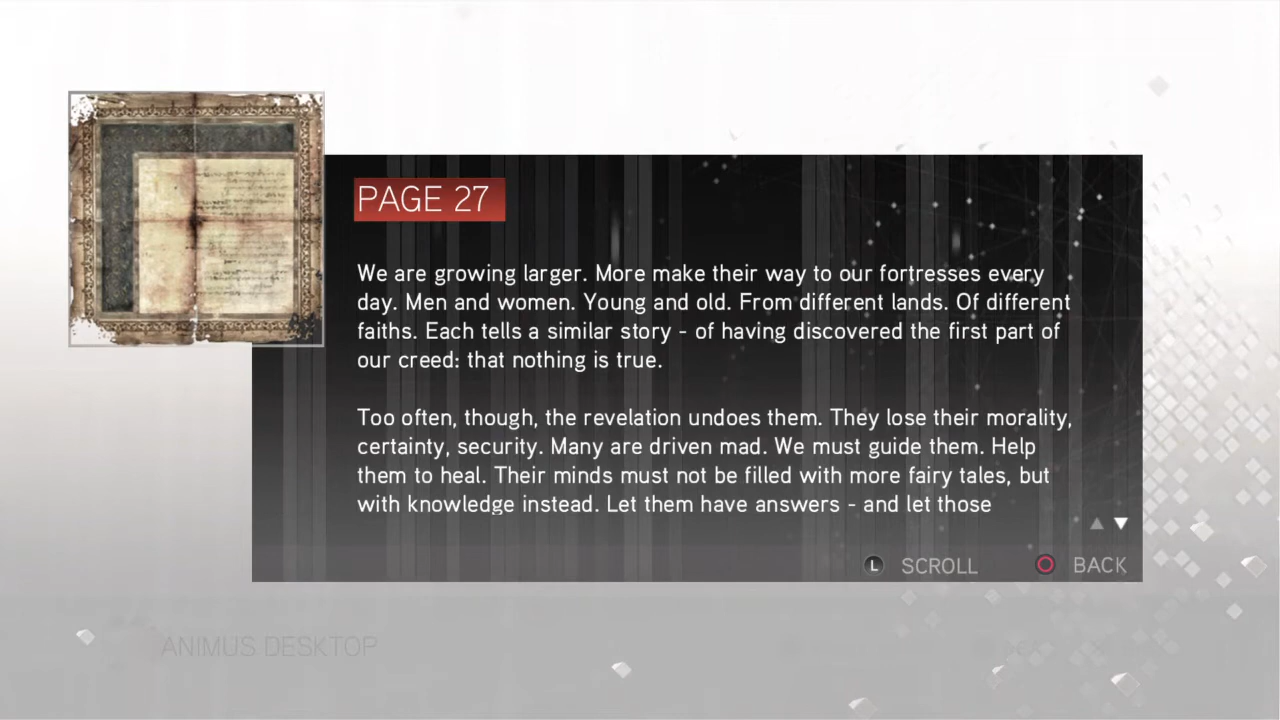 PAGE 27
We are growing larger. More make their way to our fortresses every
day. Men and women. Young and old. From different lands. Of different
faiths. Each tells a similar story - of having discovered the first part of
our creed: that nothing is true.
Too often, though, the revelation undoes them. They lose their morality,
certainty, security. Many are driven mad. We must guide them. Help
them to heal. Their minds must not be filled with more fairy tales, but
with knowledge instead. Let them have answers - and let those
L SCROLL BACK
ANIMUS DESKTOP